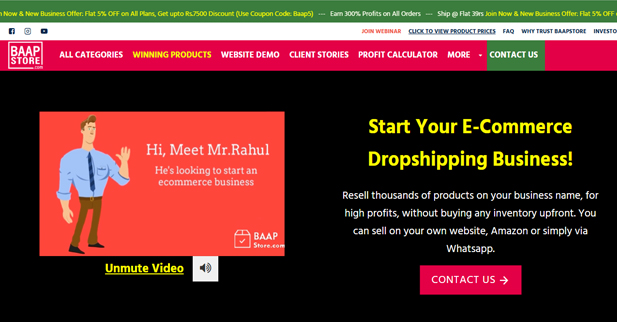 n Now & New Business Offer. Flat 5% OFF on All Plans, Get upto Rs.7500 Discount (Use Coupon Code: Baap5) --- Earn 300% Profits on All Orders --- Ship @ Flat 39rs Join Now & New Business Offer. Flat 5% OFF o
JOIN WEBINAR CLICK TO VIEW PRODUCT PRICES FAQ WHY TRUST BAAPSTORE INVESTO
BAAP
STORE
.com
ALL CATEGORIES WINNING PRODUCTS WEBSITE DEMO CLIENT STORIES PROFIT CALCULATOR MORE CONTACT US
Hi, Meet Mr.Rahul
He's looking to start an
ecommerce business
BAAP
Store.com
Unmute Video
Start Your E-Commerce
Dropshipping Business!
Resell thousands of products on your business name, for
high profits, without buying any inventory upfront. You
can sell on your own website, Amazon or simply via
Whatsapp.
CONTACT US →